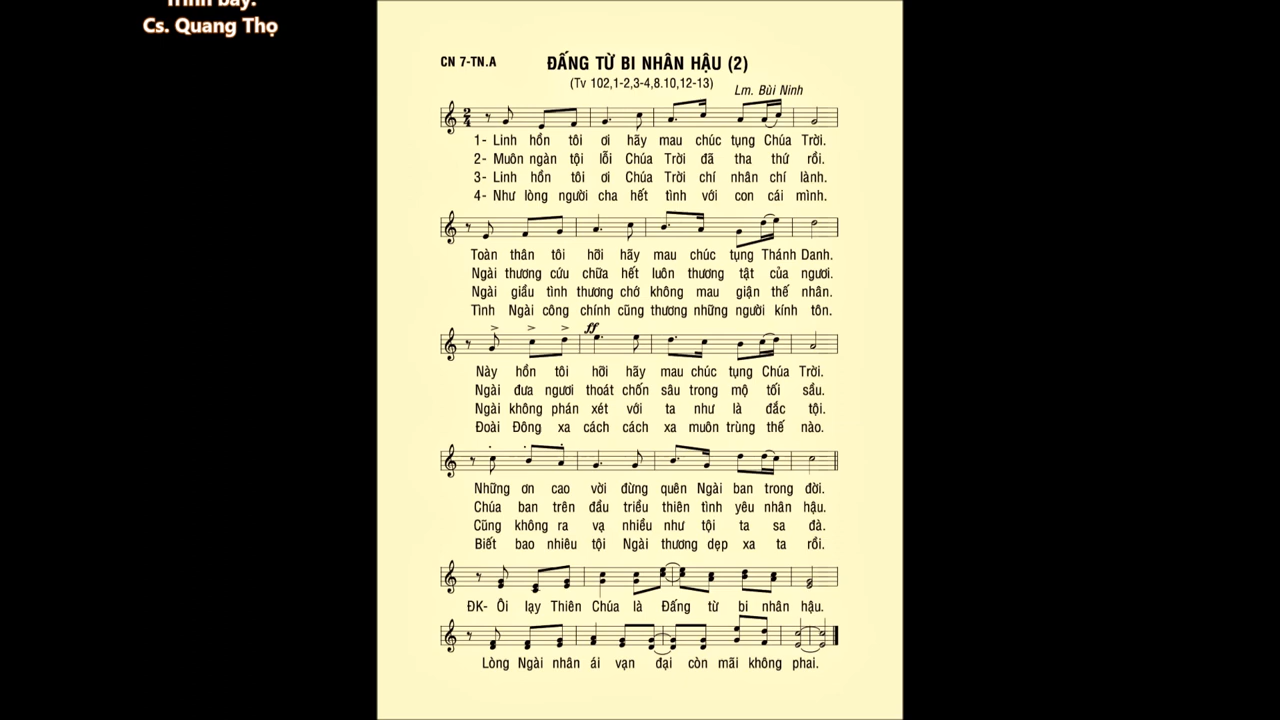 Trình bày:
Cs. Quang Thọ
CN 7-TN.A
ĐẤNG TỪ BI NHÂN HẬU (2)
(Tv 102,1-2,3-4,8.10,12-13)
Lm. Bùi Ninh
2
4
1- Linh hồn tôi ơi hãy mau chúc tụng Chúa Trời.
2- Muôn ngàn tội lỗi Chúa Trời đã tha thứ rồi.
3- Linh hồn tôi ơi Chúa Trời chí nhân chí lành.
4- Như lòng người cha hết tình với con cái mình.
Toàn thân tôi hỡi hãy mau chúc tụng Thánh Danh.
Ngài thương cứu chữa hết luôn thương tật của ngươi.
Ngài giầu tình thương chớ không mau giận thế nhân.
Tình Ngài công chính cũng thương những người kính tôn.
ff
Này hồn tôi hỡi hãy mau chúc tụng Chúa Trời.
Ngài đưa ngươi thoát chốn sâu trong mộ tối sầu.
Ngài không phán xét với ta như là đắc tội.
Đoài Đông xa cách cách xa muôn trùng thế nào.
Những ơn cao vời đừng quên Ngài ban trong đời.
Chúa ban trên đầu triều thiên tình yêu nhân hậu.
Cũng không ra vạ nhiều như tội ta sa đà.
Biết bao nhiêu tội Ngài thương dẹp xa ta rồi.
ĐK- Ôi lạy Thiên Chúa là Đấng từ bi nhân hậu.
Lòng Ngài nhân ái vạn đại còn mãi không phai.